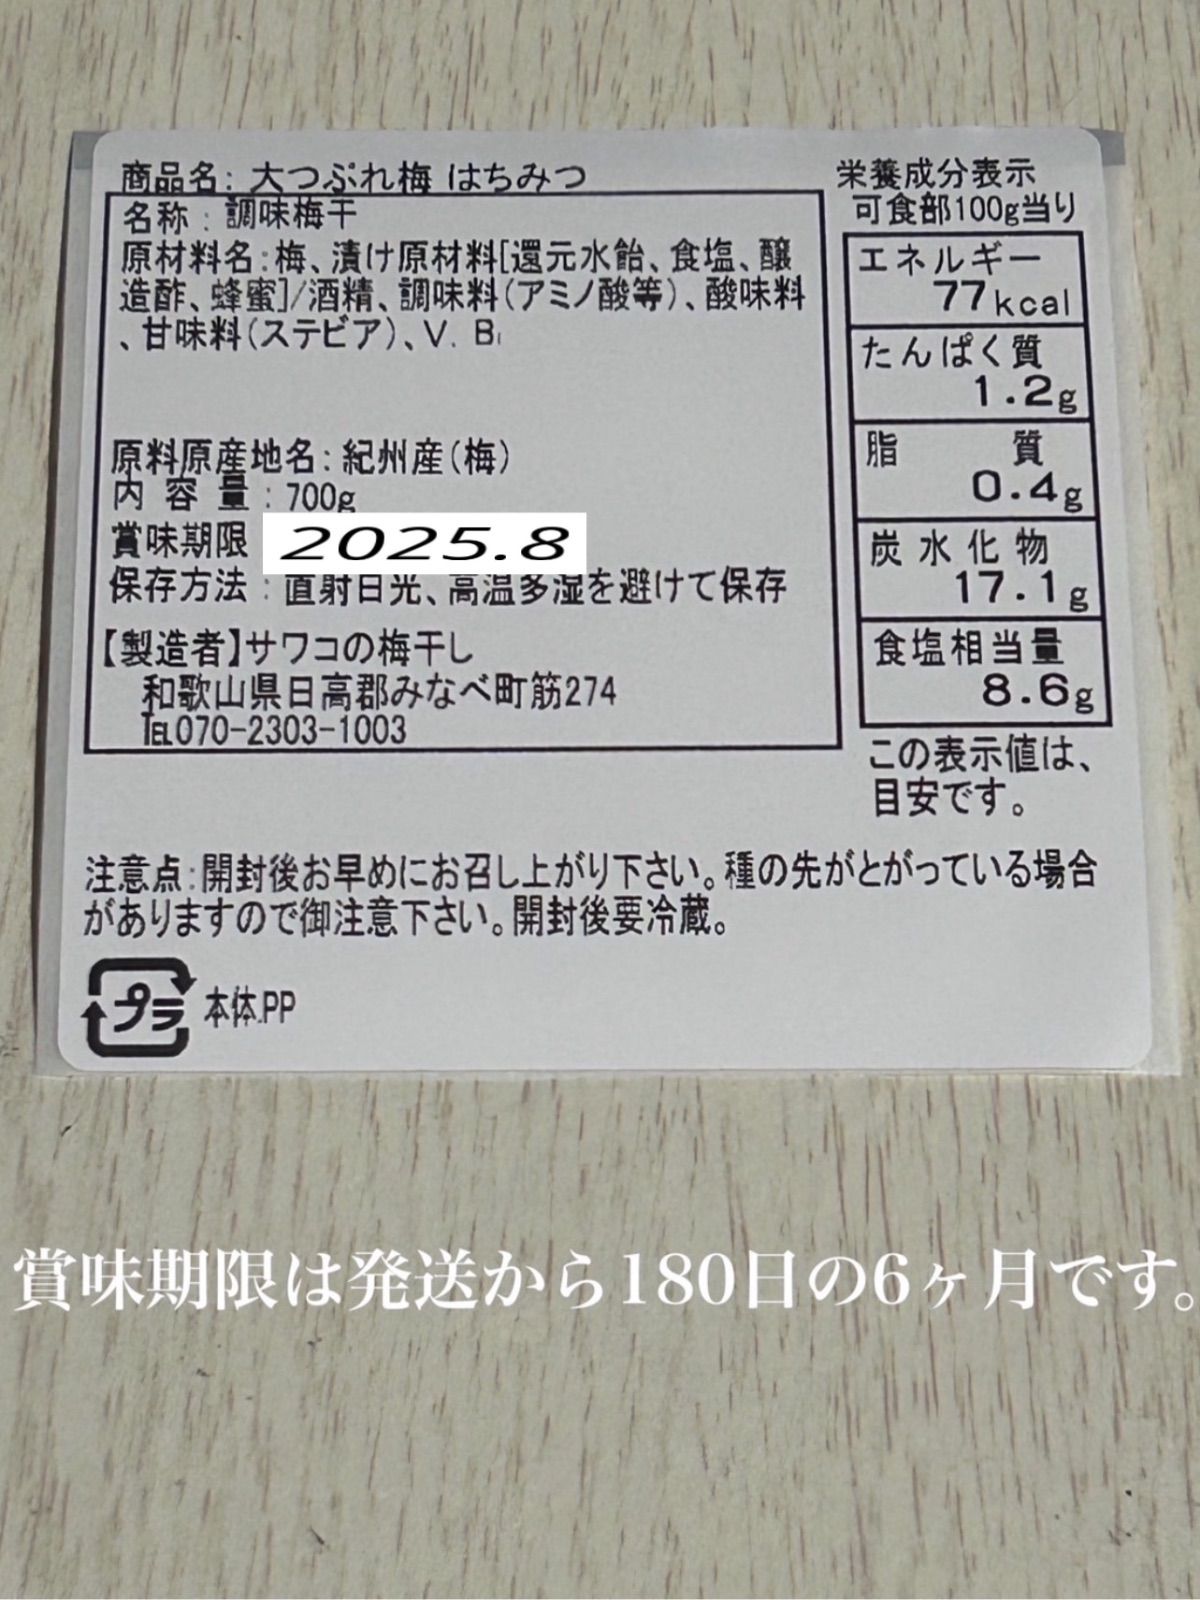 商品名: 大つぶれ梅 はちみつ
名称 : 調味梅干
原材料名:梅、漬け原材料[還元水飴、食塩、醸
造酢、蜂蜜]/酒精、調味料(アミノ酸等)、酸味料
、甘味料(ステビア)、V. B₁
原料原産地名:紀州産(梅)
内 容 量 : 700g
賞味期限 2025.8
保存方法 : 直射日光、高温多湿を避けて保存
【製造者】サワコの梅干し
和歌山県日高郡みなべ町筋274
℡070-2303-1003
栄養成分表示
可食部100g当り
エネルギー
77kcal
たんぱく質
1.2g
脂 質
0.4g
炭水化物
17.1g
食塩相当量
8.6g
この表示値は、
目安です。
注意点:開封後お早めにお召し上がり下さい。種の先がとがっている場合
がありますので御注意下さい。開封後要冷蔵。
プラ 本体.PP
賞味期限は発送から180日の6ヶ月です。